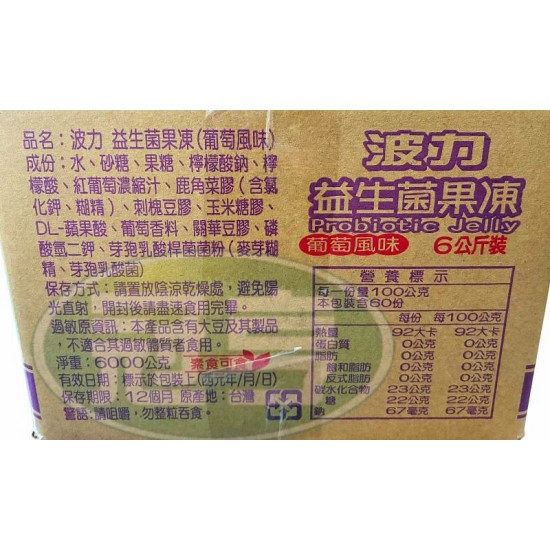 品名：波力 益生菌果凍(葡萄風味)
成份：水、砂糖、果糖、檸檬酸鈉、檸
檬酸、紅葡萄濃縮汁、鹿角菜膠(含氯
化鉀、糊精)、刺槐豆膠、玉米糖膠、
DL-蘋果酸、葡萄香料、關華豆膠、磷
酸氫二鉀、芽孢乳酸桿菌菌粉(麥芽糊
精、芽孢乳酸菌)
保存方式：請置放陰涼乾燥處，避免陽
光直射，開封後請盡速食用完畢。
過敏原資訊：本產品含有大豆及其製品
，不適合其過敏體質者食用。
淨重：6000公克 素食可食
有效日期：標示於包裝上(西元年/月/日)
保存期限：12個月 原產地：台灣
警語：請咀嚼，勿整粒吞食。
波力
益生菌果凍
Probiotic Jelly
葡萄風味 6公斤裝
營養標示
每一份量100公克
本包裝含60份
每份 每100公克
熱量 92大卡 92大卡
蛋白質 0公克 0公克
脂肪 0公克 0公克
飽和脂肪 0公克 0公克
反式脂肪 0公克 0公克
碳水化合物 23公克 23公克
糖 22公克 22公克
鈉 67毫克 67毫克